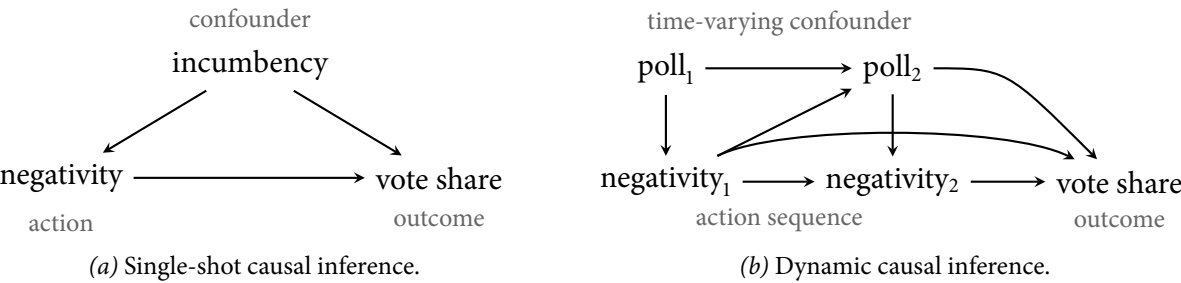 confounder
incumbency
negativity
vote share
action
outcome
(a) Single-shot causal inference.
time-varying confounder
poll₁
poll₂
negativity₁
negativity₂
vote share
action sequence
outcome
(b) Dynamic causal inference.